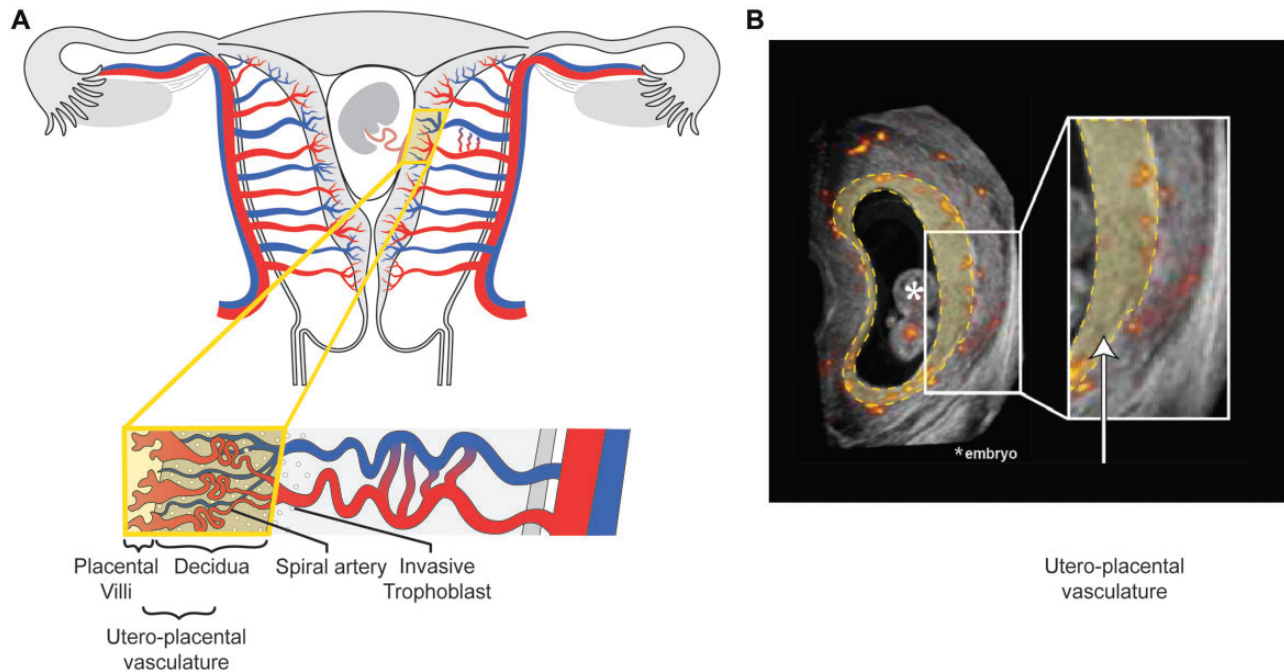 A
B
*embryo
Placental
Villi
Decidua
Spiral artery
Invasive
Trophoblast
Utero-placental
vasculature
Utero-placental
vasculature